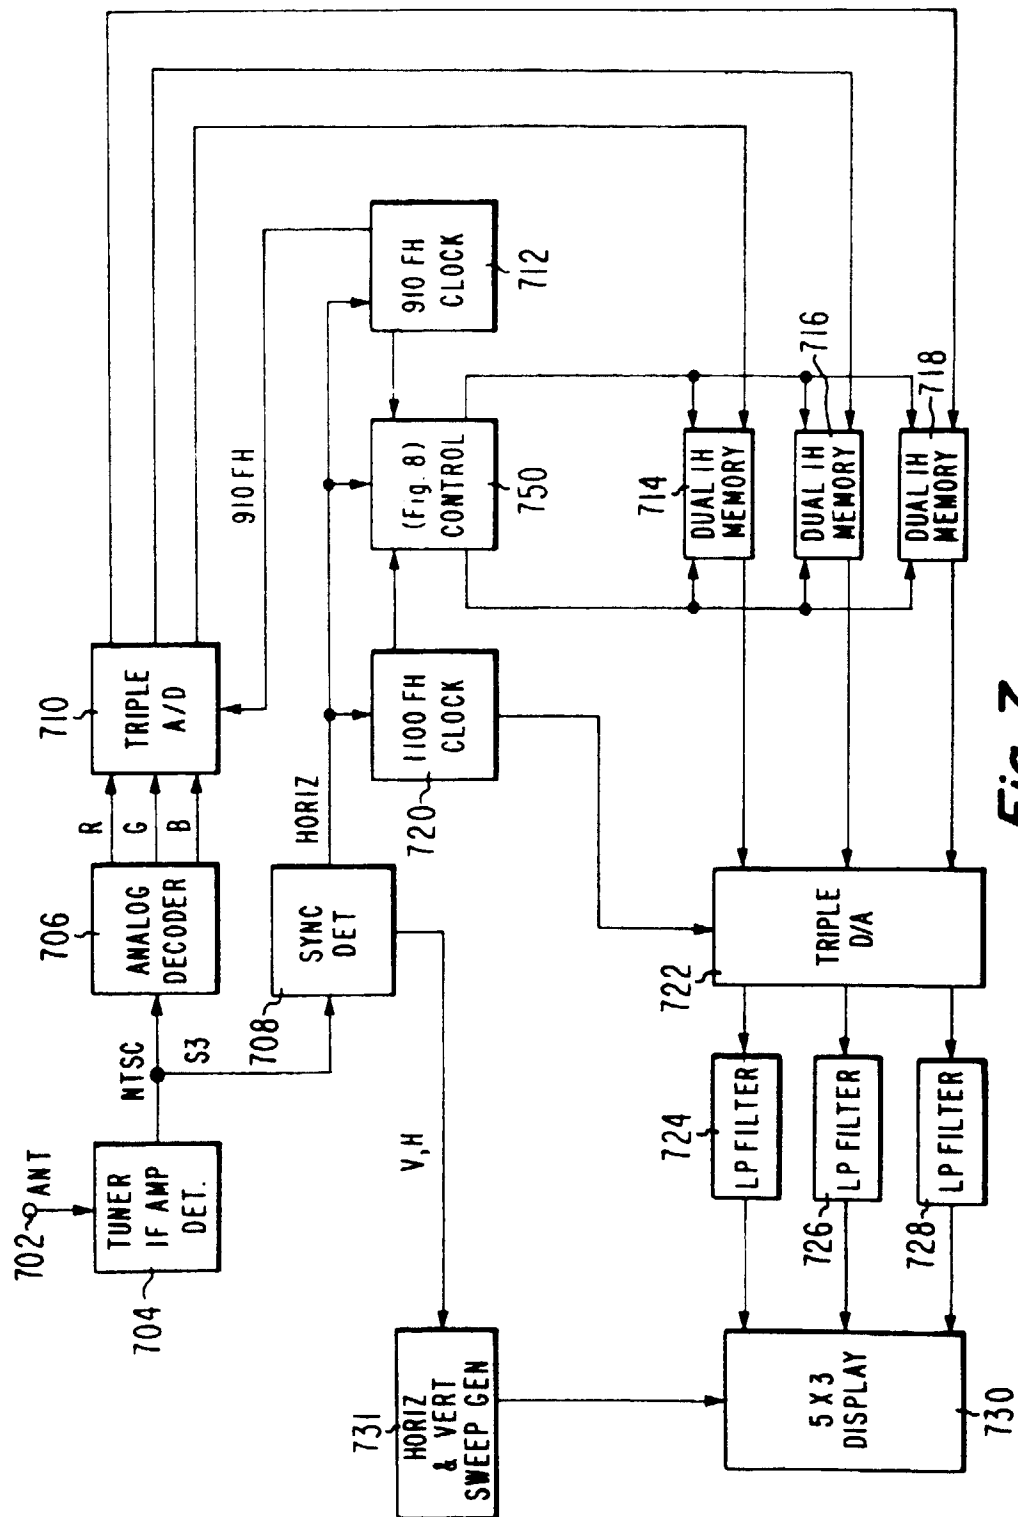 702
ANT
TUNER
IF AMP
DET.
704
NTSC
S3
706
ANALOG
DECODER
R
G
B
710
TRIPLE
A/D
910 FH
708
SYNC
DET
HORIZ
V,H
720
1100 FH
CLOCK
(Fig. 8)
CONTROL
750
910 FH
CLOCK
712
731
HORIZ
& VERT
SWEEP GEN
714
DUAL 1H
MEMORY
716
DUAL 1H
MEMORY
718
DUAL 1H
MEMORY
722
TRIPLE
D/A
724
LP FILTER
726
LP FILTER
728
LP FILTER
5 X 3
DISPLAY
730
Fig. 7